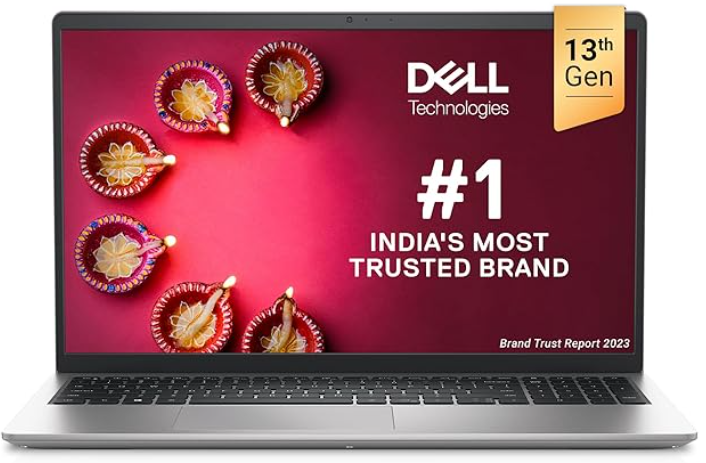 13th
Gen
DELL
Technologies
#1
INDIA'S MOST
TRUSTED BRAND
Brand Trust Report 2023